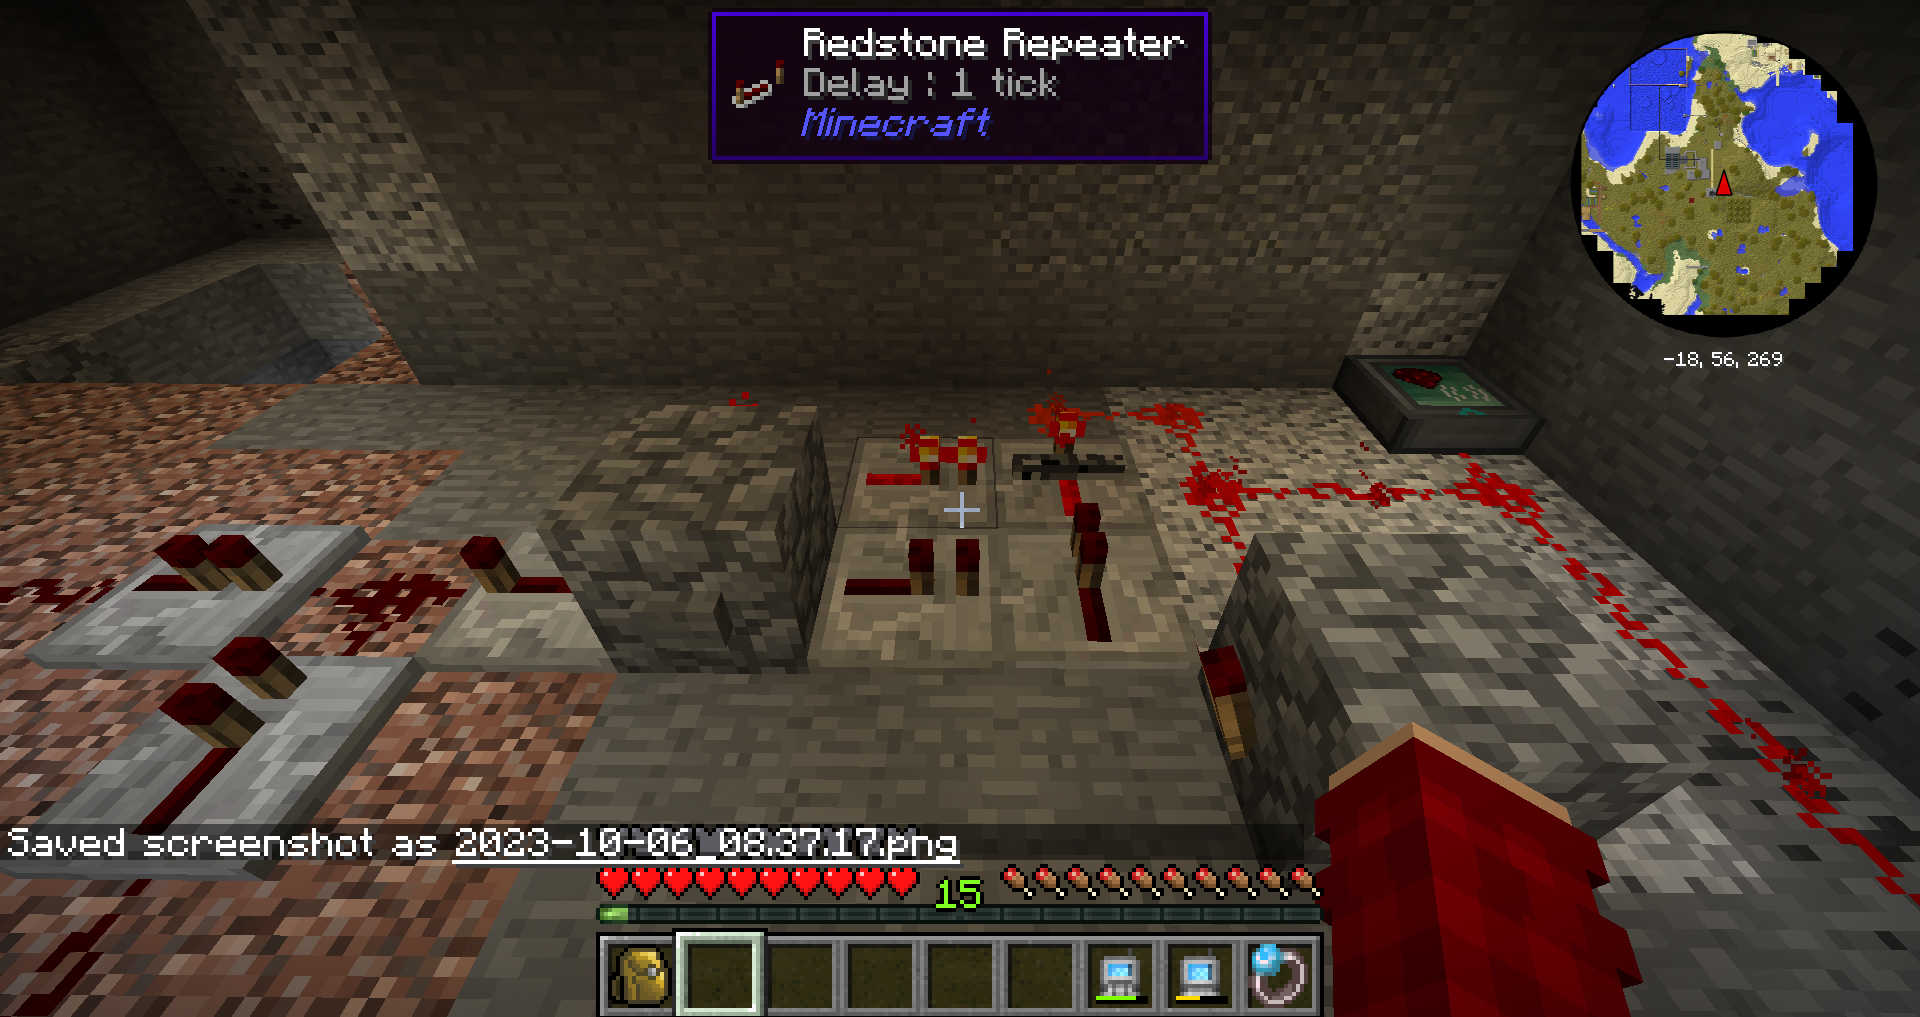 Redstone Repeater
Delay : 1 tick
Minecraft
-18, 56, 269
Saved screenshot as 2023-10-06_08.37.17.png
15